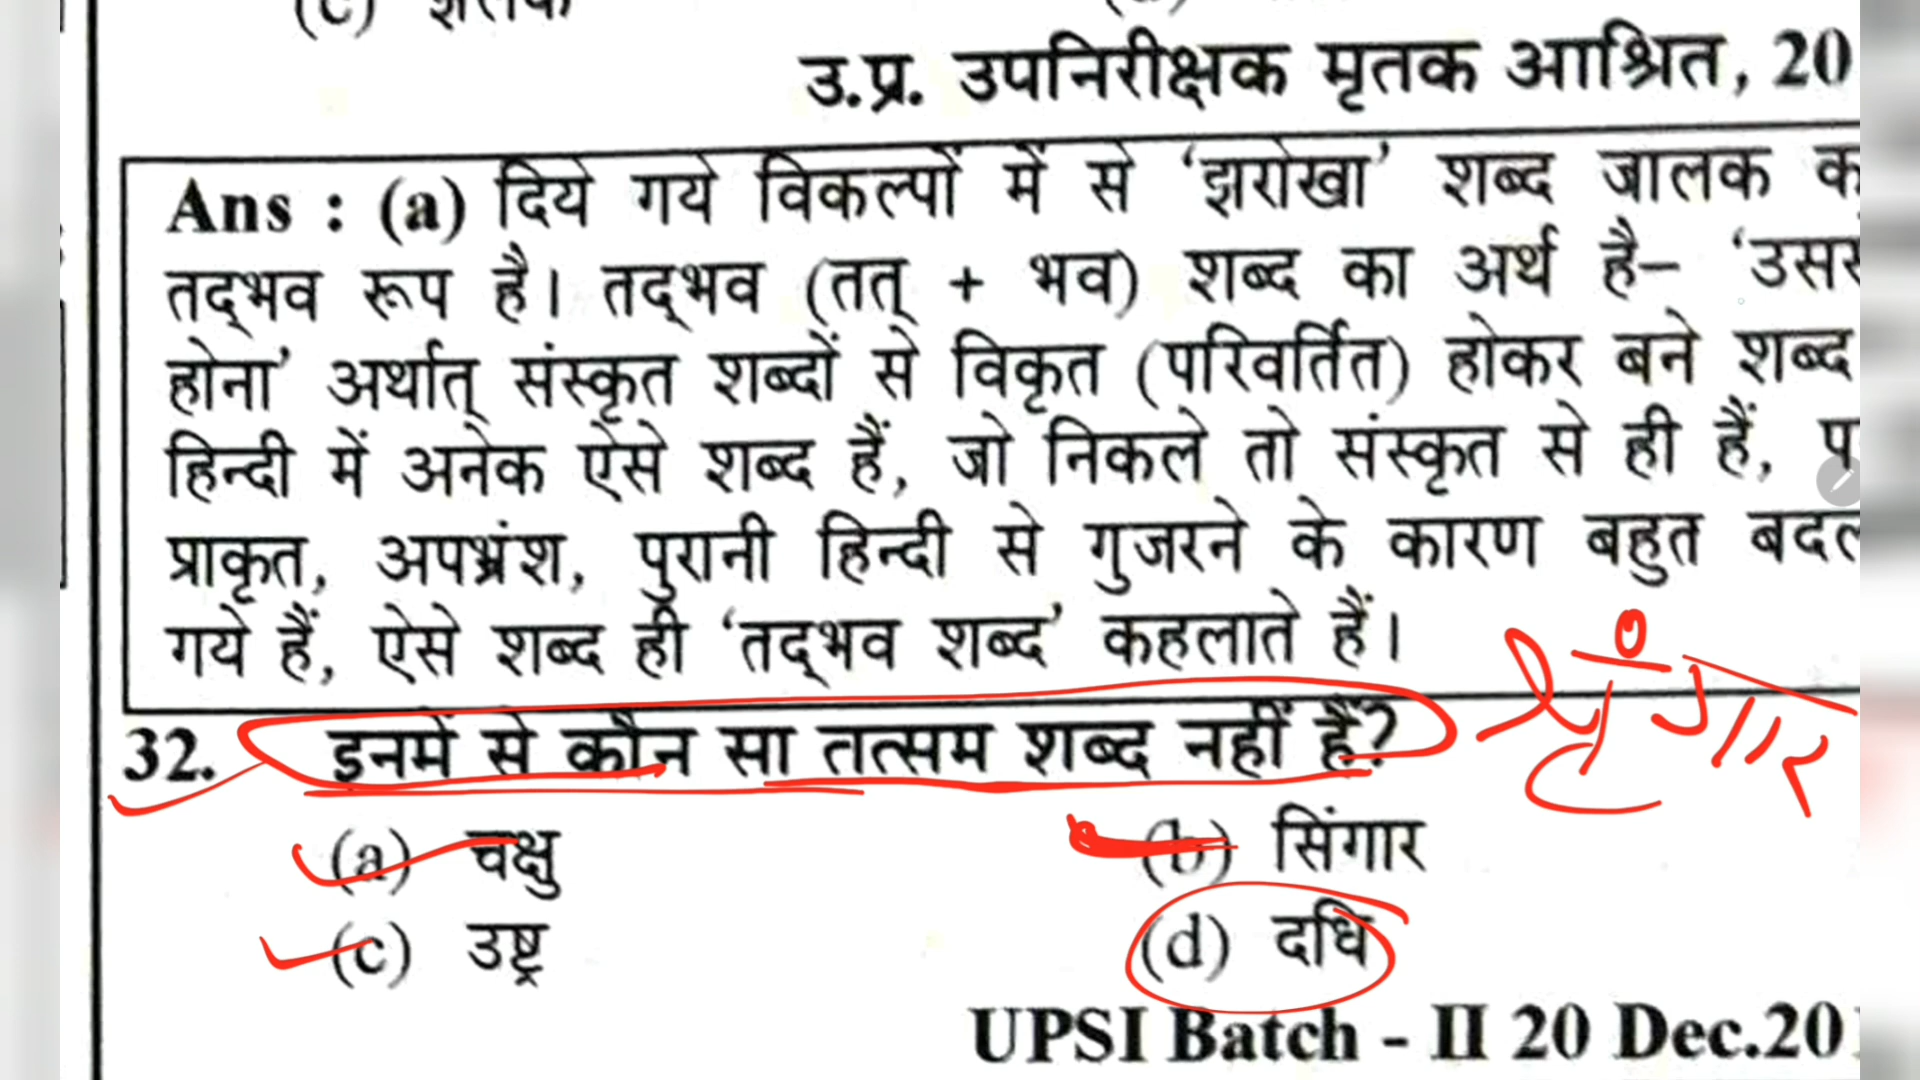 उ.प्र. उपनिरीक्षक मृतक आश्रित, 20
Ans : (a) दिये गये विकल्पों में से ‘झरोखा’ शब्द जालक
तद्भव रूप है। तद्भव (तत् + भव) शब्द का अर्थ है– ‘उसस
होना’ अर्थात् संस्कृत शब्दों से विकृत (परिवर्तित) होकर बने शब्द
हिन्दी में अनेक ऐसे शब्द हैं, जो निकले तो संस्कृत से ही हैं, प
प्राकृत, अपभ्रंश, पुरानी हिन्दी से गुजरने के कारण बहुत बदल
गये हैं, ऐसे शब्द ही ‘तद्भव शब्द’ कहलाते हैं।
शृंगार
32. इनमें से कौन सा तत्सम शब्द नहीं हैं?
(a) चक्षु (b) सिंगार
(c) उष्ट्र (d) दधि
UPSI Batch - II 20 Dec.20